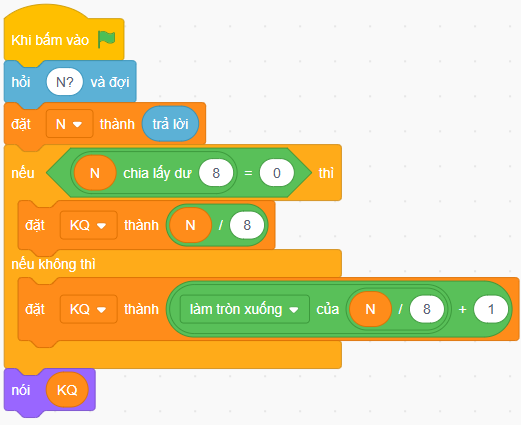 Khi bấm vào
hỏi N? và đợi
đặt N thành trả lời
nếu N chia lấy dư 8 = 0 thì
đặt KQ thành N / 8
nếu không thì
đặt KQ thành làm tròn xuống của N / 8 + 1
nói KQ